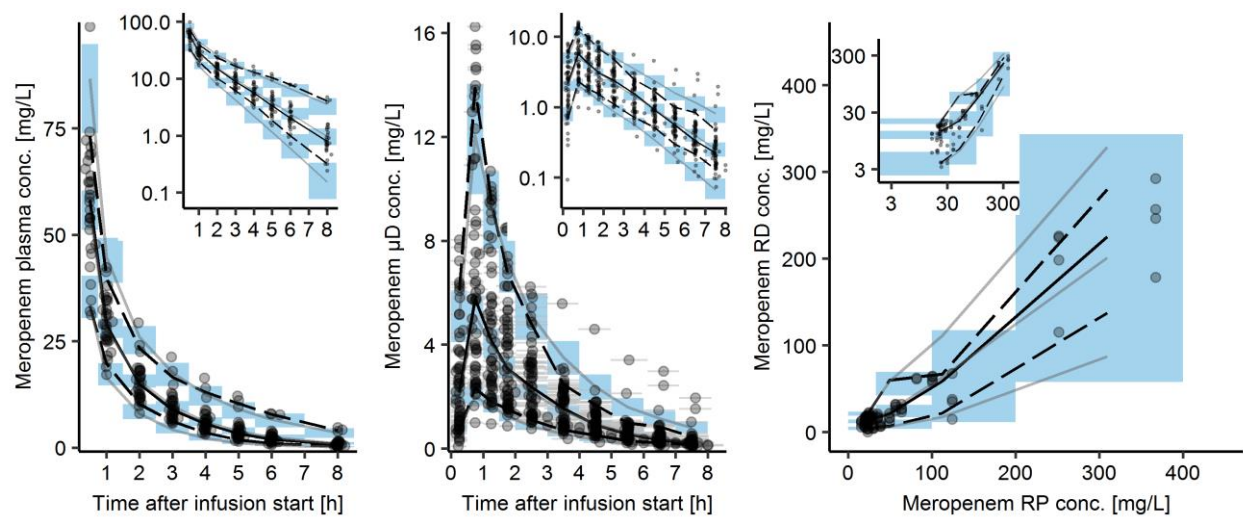 Meropenem plasma conc. [mg/L]
75
50
25
0
1 2 3 4 5 6 7 8
Time after infusion start [h]
100.0
10.0
1.0
0.1
1 2 3 4 5 6 7 8
Meropenem µD conc. [mg/L]
16
12
8
4
0
0 1 2 3 4 5 6 7 8
Time after infusion start [h]
10.0
1.0
0.1
0 1 2 3 4 5 6 7 8
Meropenem RD conc. [mg/L]
400
300
200
100
0
0 100 200 300 400
Meropenem RP conc. [mg/L]
300
30
3
3 30 300